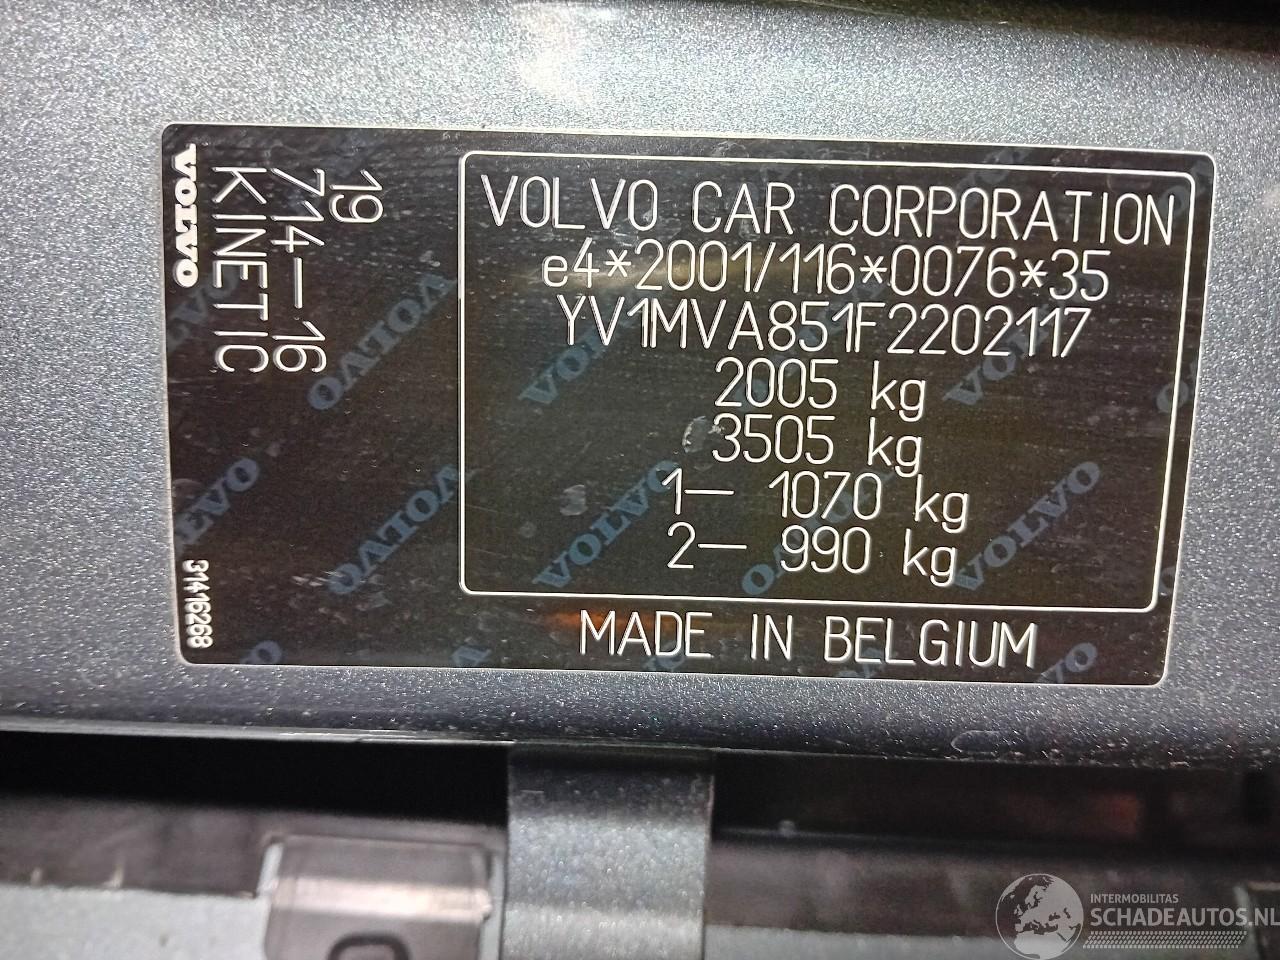 VOLVO
KINETIC
714-16
19
31416268
VOLVO CAR CORPORATION
e4*2001/116*0076*35
YV1MVA851F2202117
2005 kg
3505 kg
1- 1070 kg
2- 990 kg
MADE IN BELGIUM
INTERMOBILITAS
SCHADEAUTOS.NL